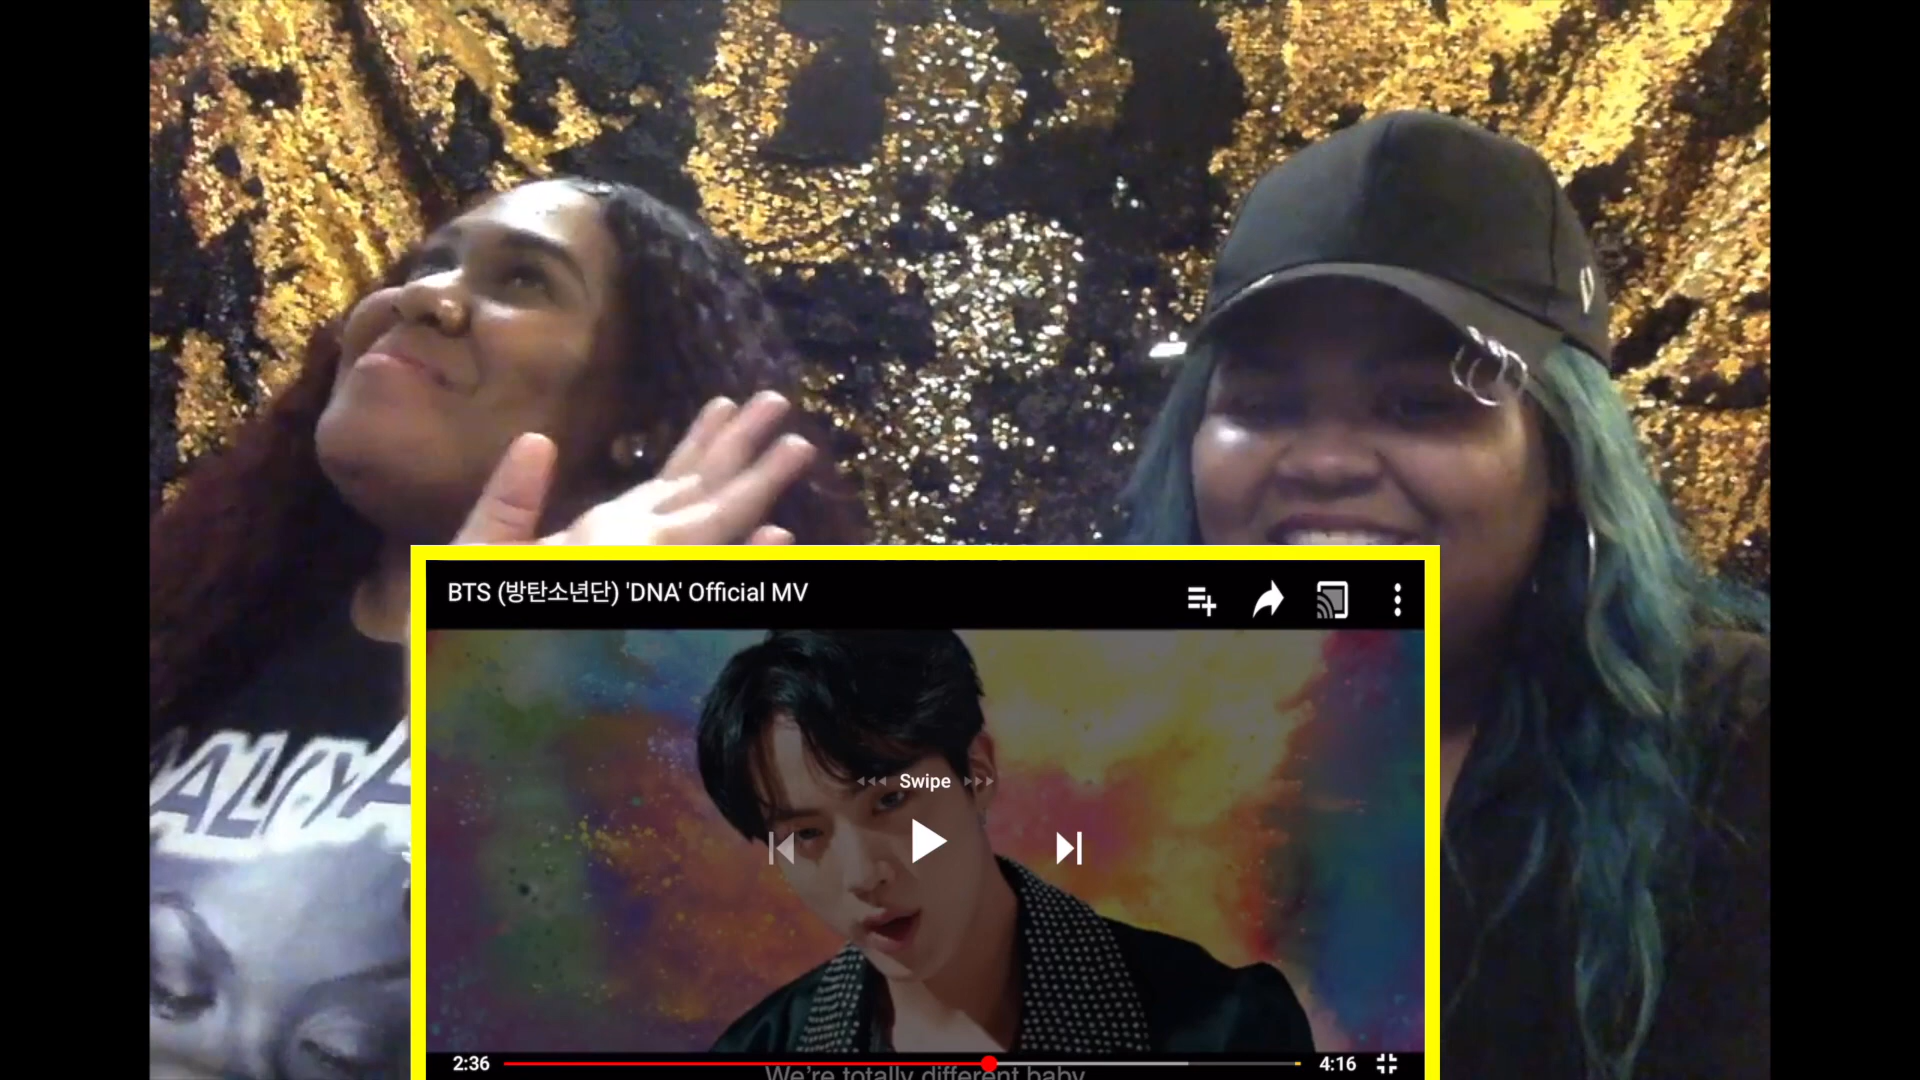 BTS (방탄소년단) 'DNA' Official MV
Swipe
2:36
4:16
We're totally different baby